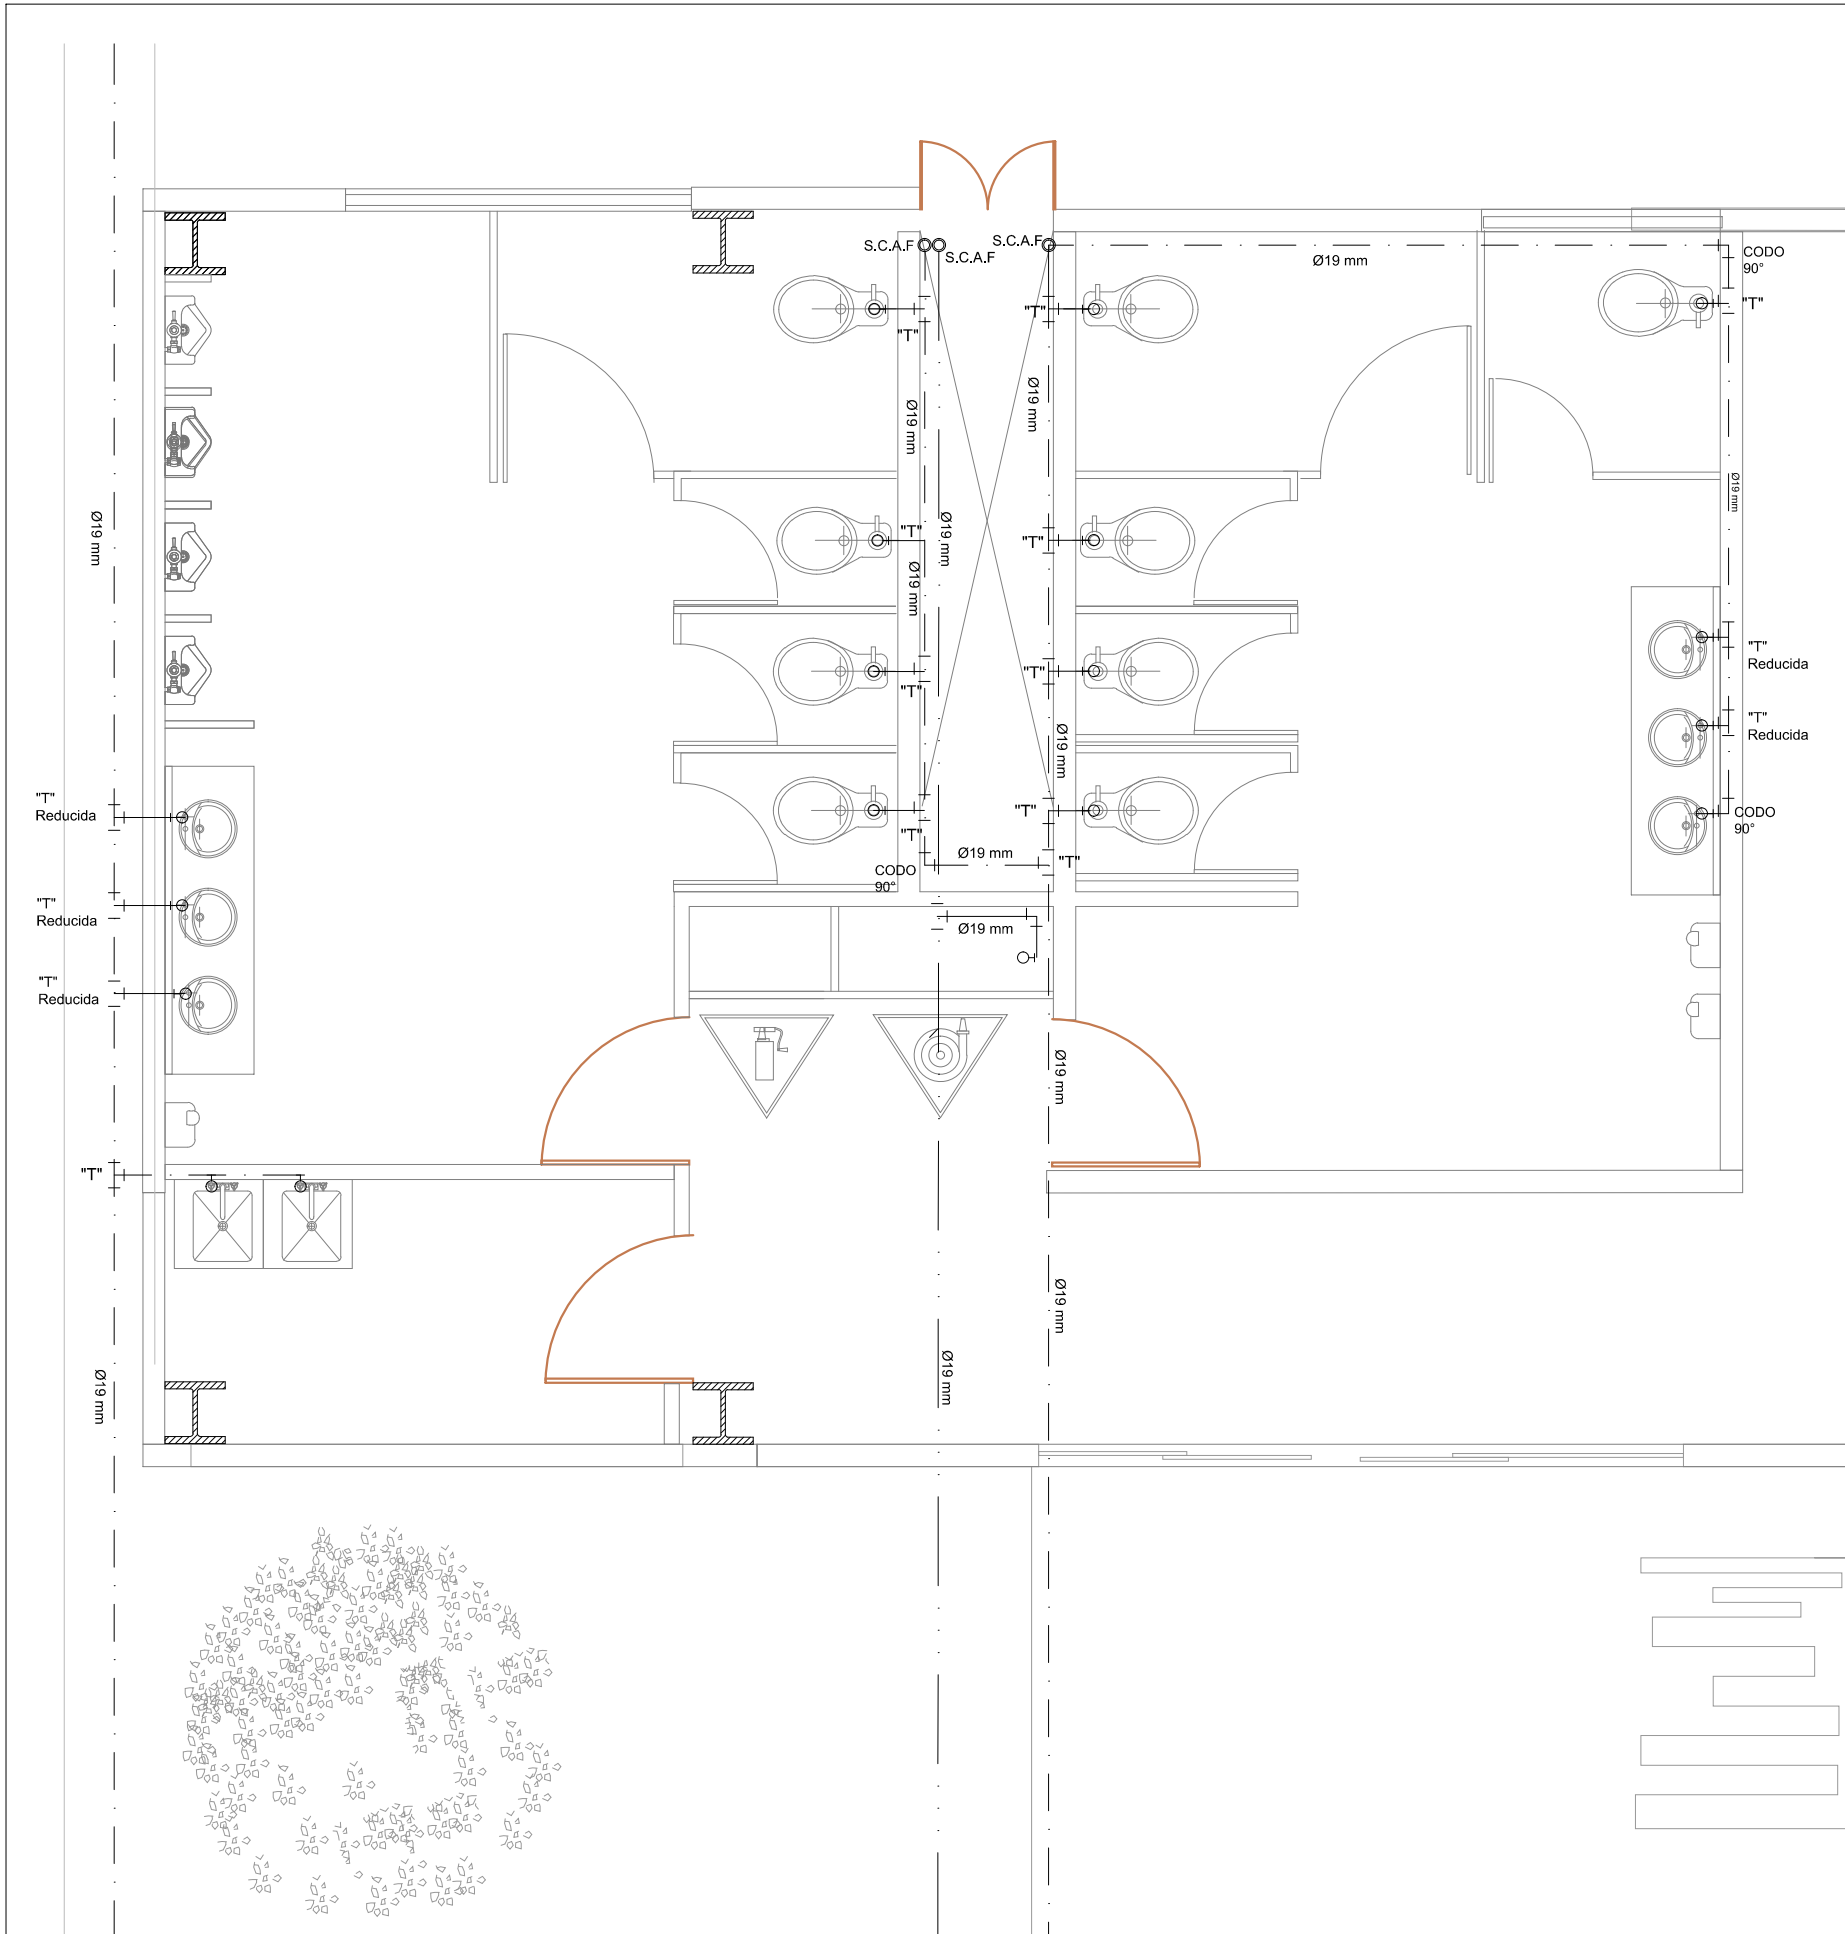 S.C.A.F
S.C.A.F
S.C.A.F
CODO
90°
Ø19 mm
"T"
"T"
"T"
Ø19 mm
Ø19 mm
Ø19 mm
Ø19 mm
Ø19 mm
"T"
"T"
Ø19 mm
"T"
Reducida
"T"
"T"
"T"
Reducida
Ø19 mm
"T"
Reducida
"T"
"T"
CODO
90°
Ø19 mm
"T"
CODO
90°
"T"
Reducida
Ø19 mm
"T"
Reducida
Ø19 mm
"T"
Ø19 mm
Ø19 mm
Ø19 mm